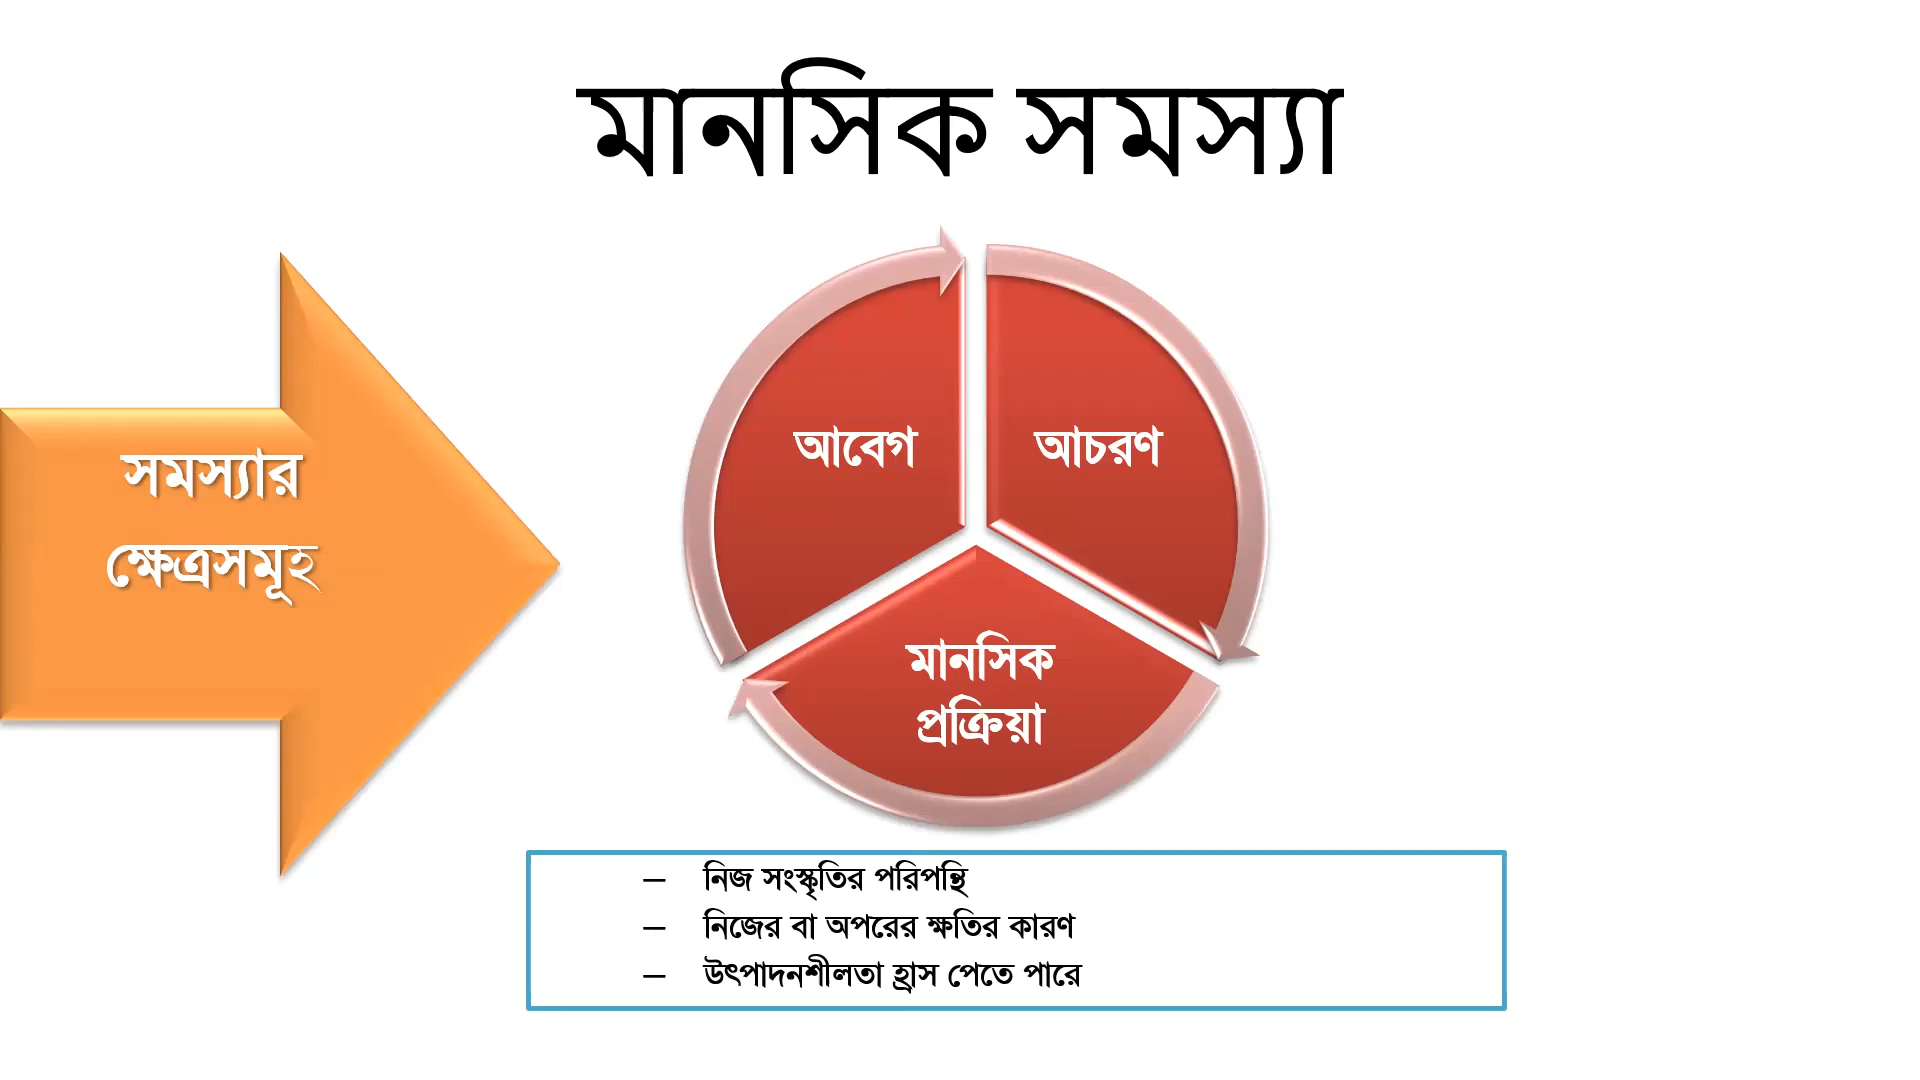 মানসিক সমস্যা
সমস্যার
ক্ষেত্রসমূহ
আবেগ
আচরণ
মানসিক
প্রক্রিয়া
– নিজ সংস্কৃতির পরিপন্থি
– নিজের বা অপরের ক্ষতির কারণ
– উৎপাদনশীলতা হ্রাস পেতে পারে